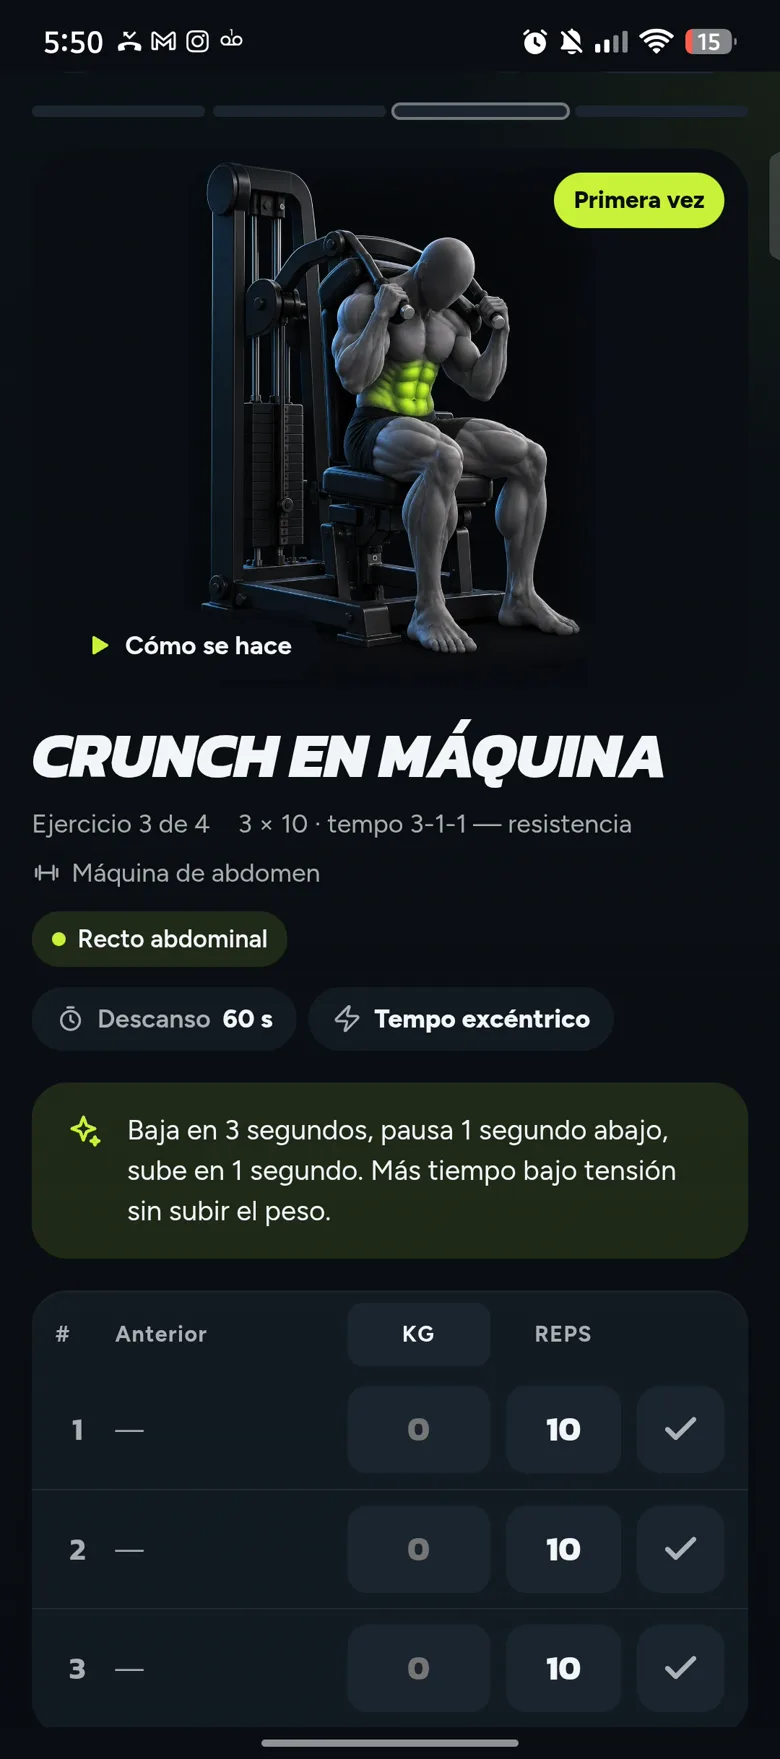 5:50
15
Primera vez
Cómo se hace
CRUNCH EN MÁQUINA
Ejercicio 3 de 4 3 × 10 · tempo 3-1-1 — resistencia
Máquina de abdomen
Recto abdominal
Descanso 60 s Tempo excéntrico
Baja en 3 segundos, pausa 1 segundo abajo,
sube en 1 segundo. Más tiempo bajo tensión
sin subir el peso.
# Anterior KG REPS
1 — 0 10
2 — 0 10
3 — 0 10